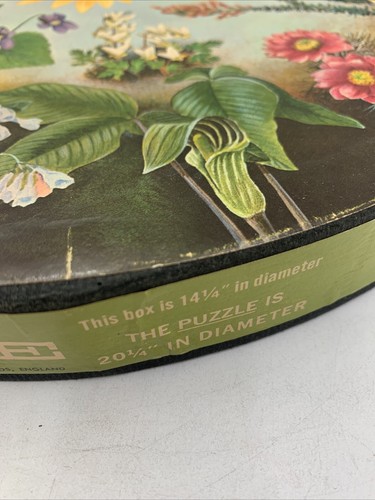 This box is 14¼" in diameter
THE PUZZLE IS
20¼" IN DIAMETER
ENGLAND